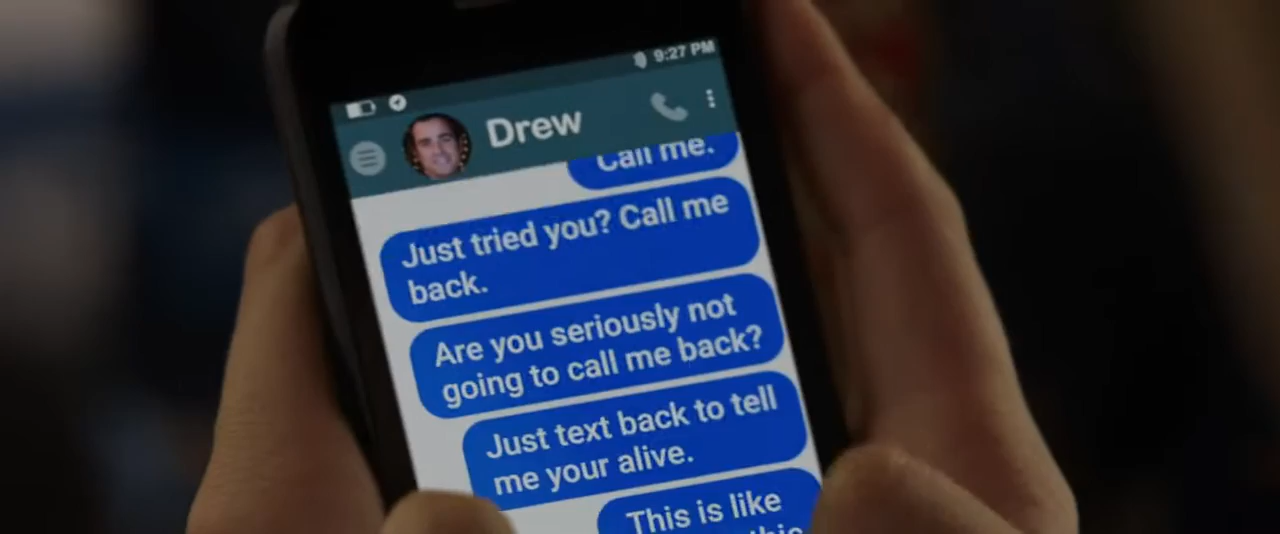 9:27 PM
Drew
Call me.
Just tried you? Call me
back.
Are you seriously not
going to call me back?
Just text back to tell
me your alive.
This is like
this